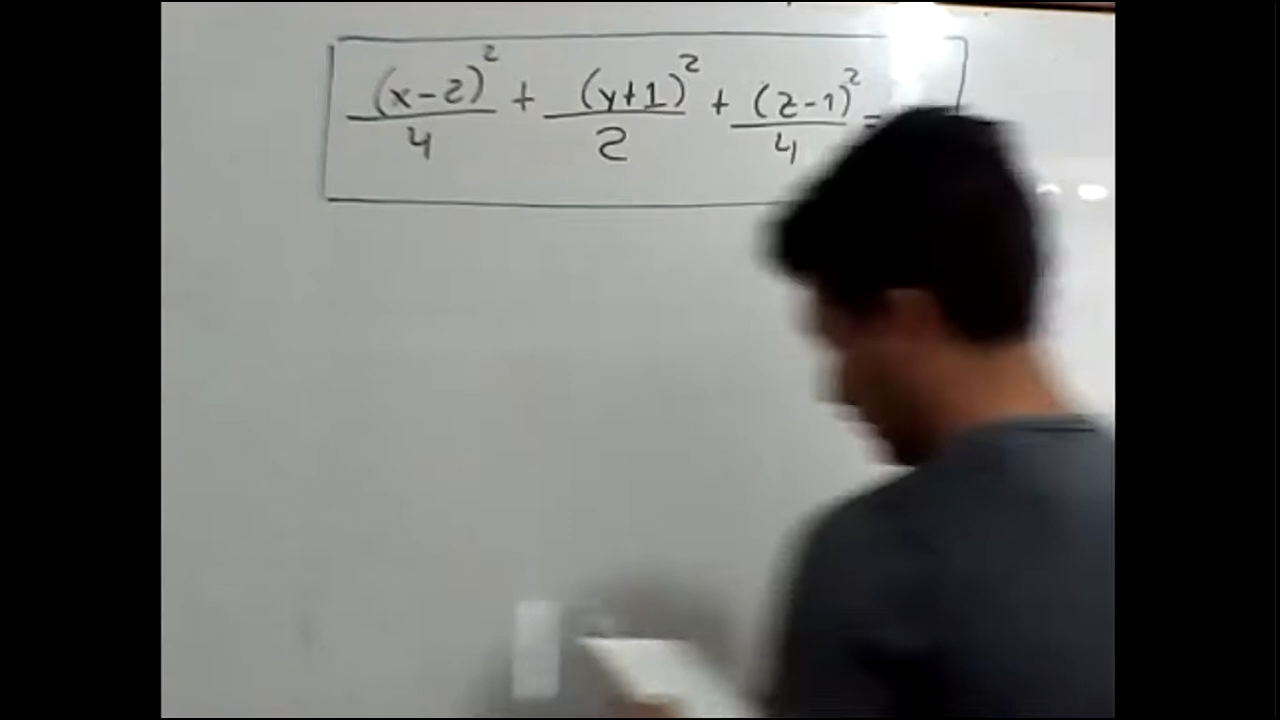 (x-2)²/4 + (y+1)²/2 + (z-1)²/4 =